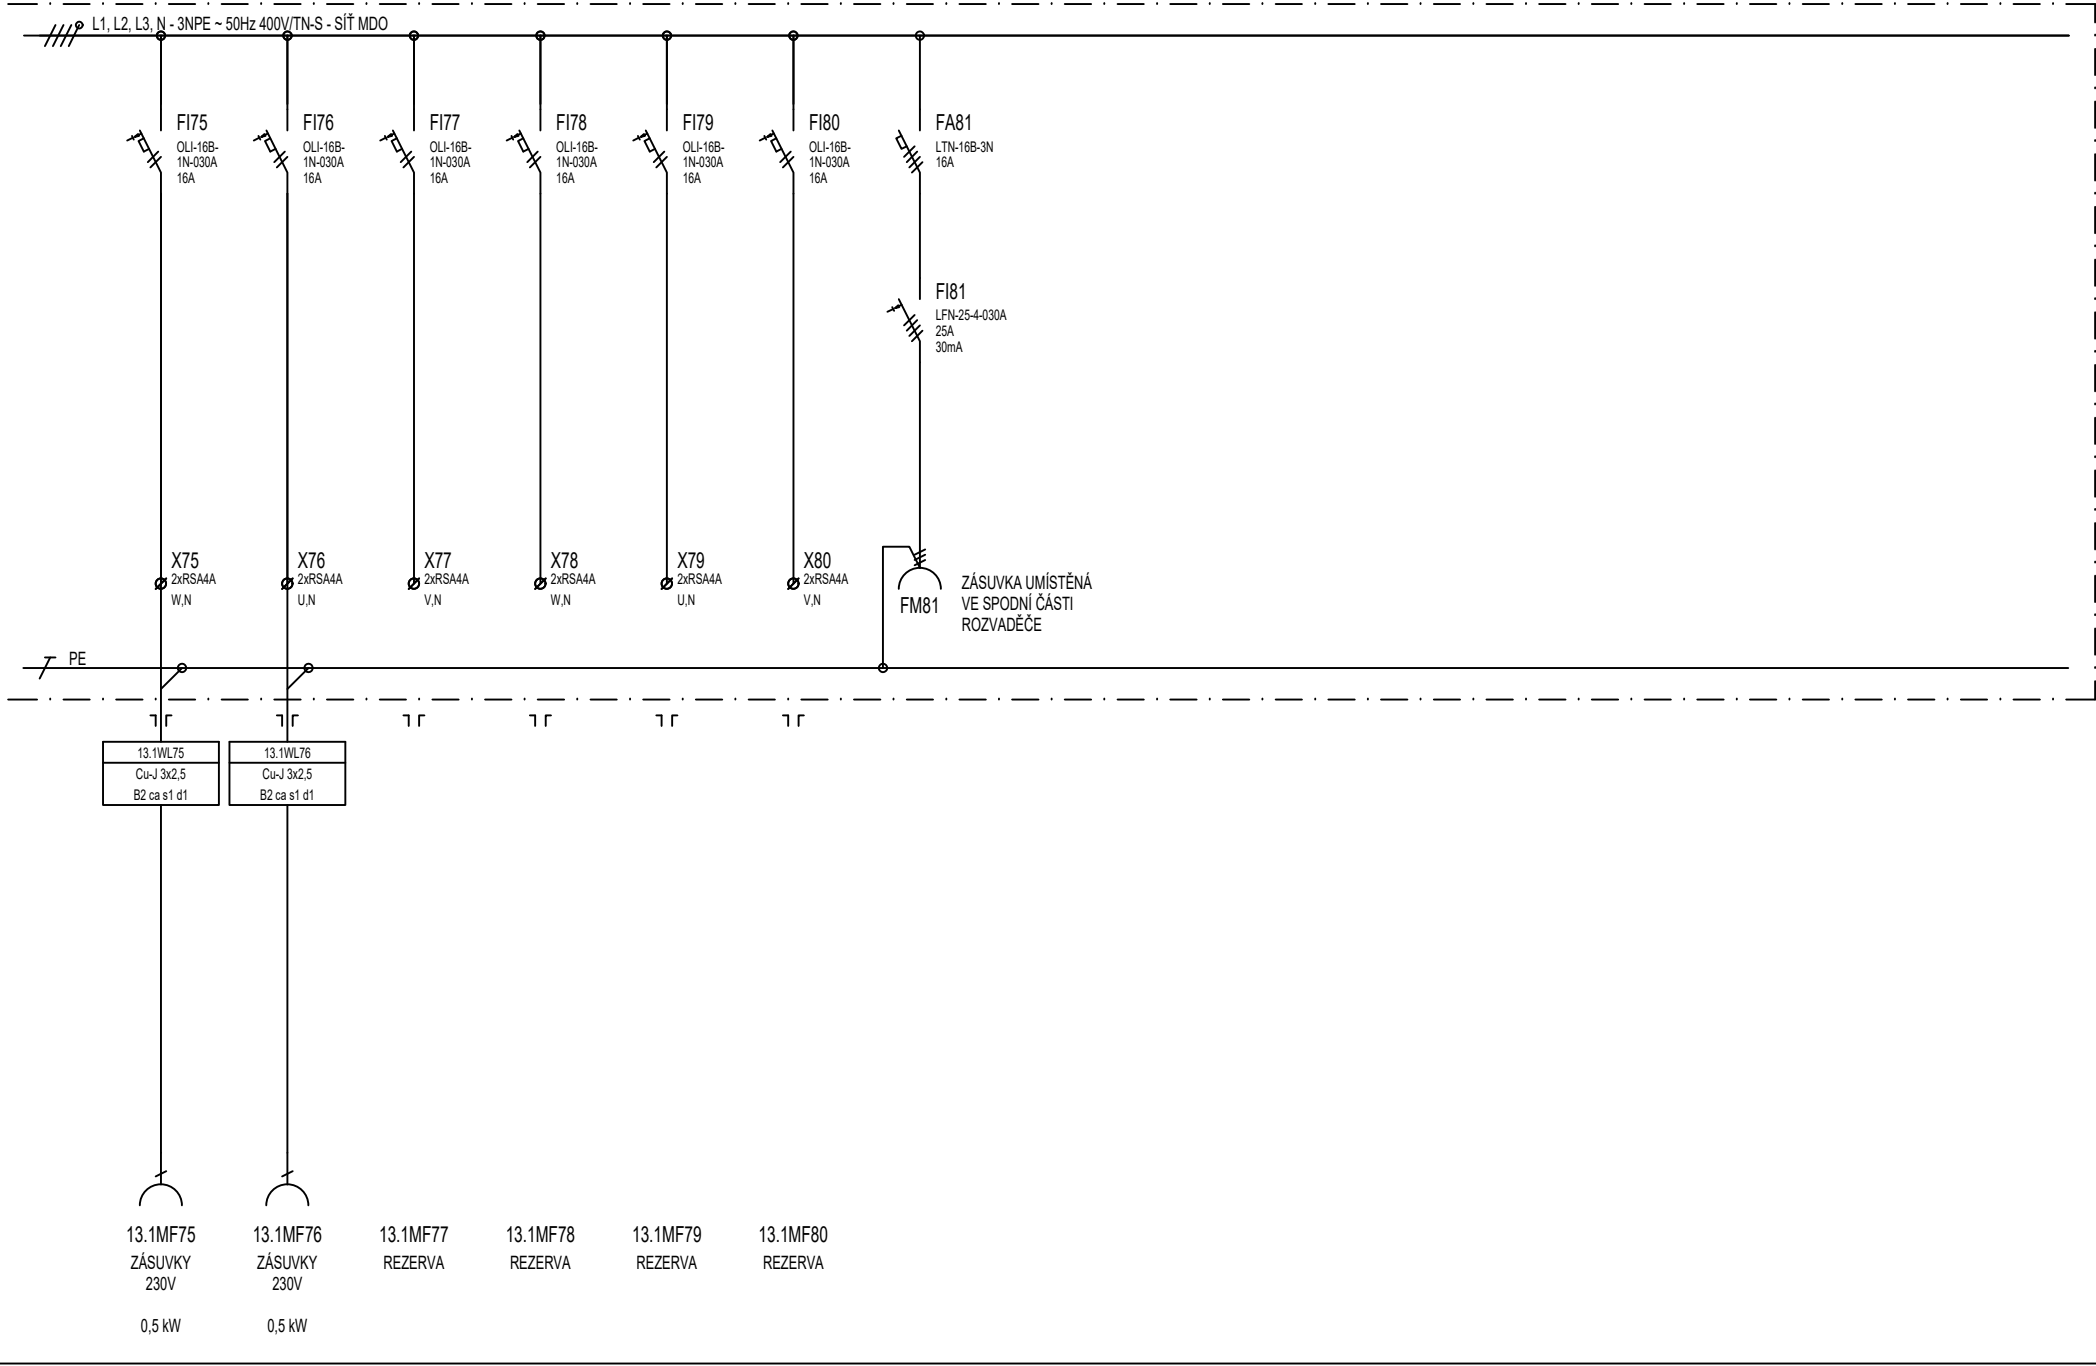 L1, L2, L3, N - 3NPE ~ 50Hz 400V/TN-S - SÍŤ MDO
FI75
OLI-16B-
1N-030A
16A
FI76
OLI-16B-
1N-030A
16A
FI77
OLI-16B-
1N-030A
16A
FI78
OLI-16B-
1N-030A
16A
FI79
OLI-16B-
1N-030A
16A
FI80
OLI-16B-
1N-030A
16A
FA81
LTN-16B-3N
16A
FI81
LFN-25-4-030A
25A
30mA
X75
2xRSA4A
W,N
X76
2xRSA4A
U,N
X77
2xRSA4A
V,N
X78
2xRSA4A
W,N
X79
2xRSA4A
U,N
X80
2xRSA4A
V,N
FM81
ZÁSUVKA UMÍSTĚNÁ
VE SPODNÍ ČÁSTI
ROZVADĚČE
PE
13.1WL75
Cu-J 3x2,5
B2 ca s1 d1
13.1WL76
Cu-J 3x2,5
B2 ca s1 d1
13.1MF75
ZÁSUVKY
230V
0,5 kW
13.1MF76
ZÁSUVKY
230V
0,5 kW
13.1MF77
REZERVA
13.1MF78
REZERVA
13.1MF79
REZERVA
13.1MF80
REZERVA